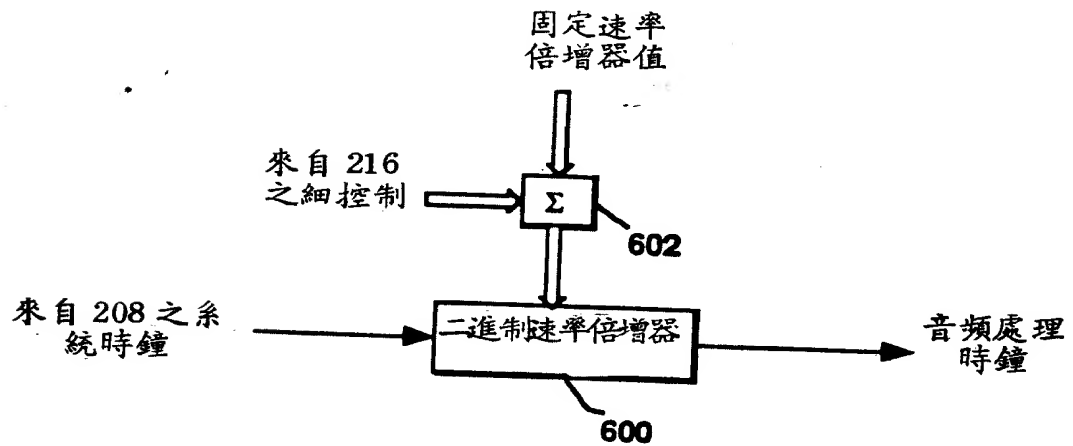 固定速率
倍增器值
來自 216
之細控制
Σ
602
來自 208 之系
統時鐘
二進制速率倍增器
音頻處理
時鐘
600